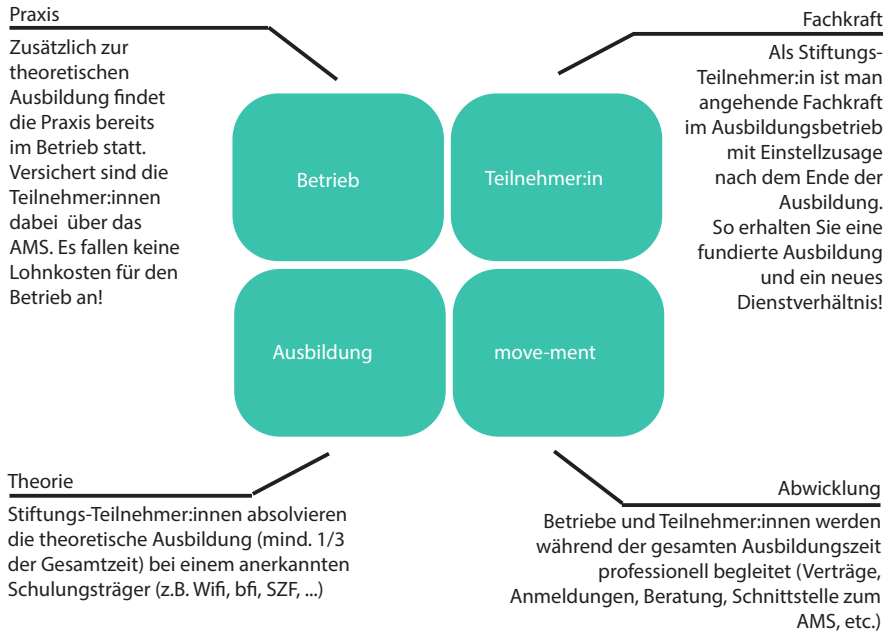 Praxis
Zusätzlich zur
theoretischen
Ausbildung findet
die Praxis bereits
im Betrieb statt.
Versichert sind die
Teilnehmer:innen
dabei über das
AMS. Es fallen keine
Lohnkosten für den
Betrieb an!
Fachkraft
Als Stiftungs-
Teilnehmer:in ist man
angehende Fachkraft
im Ausbildungsbetrieb
mit Einstellzusage
nach dem Ende der
Ausbildung.
So erhalten Sie eine
fundierte Ausbildung
und ein neues
Dienstverhältnis!
Betrieb
Teilnehmer:in
Ausbildung
move-ment
Theorie
Stiftungs-Teilnehmer:innen absolvieren
die theoretische Ausbildung (mind. 1/3
der Gesamtzeit) bei einem anerkannten
Schulungsträger (z.B. Wifi, bfi, SZF, ...)
Abwicklung
Betriebe und Teilnehmer:innen werden
während der gesamten Ausbildungszeit
professionell begleitet (Verträge,
Anmeldungen, Beratung, Schnittstelle zum
AMS, etc.)